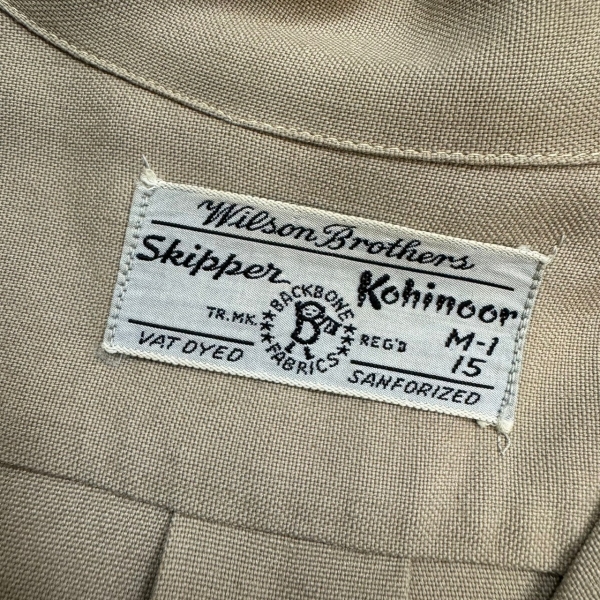 Wilson Brothers
Skipper Kohinoor
BACKBONE
B
FABRICS
TR. MK. REG'D
M-1
15
VAT DYED SANFORIZED